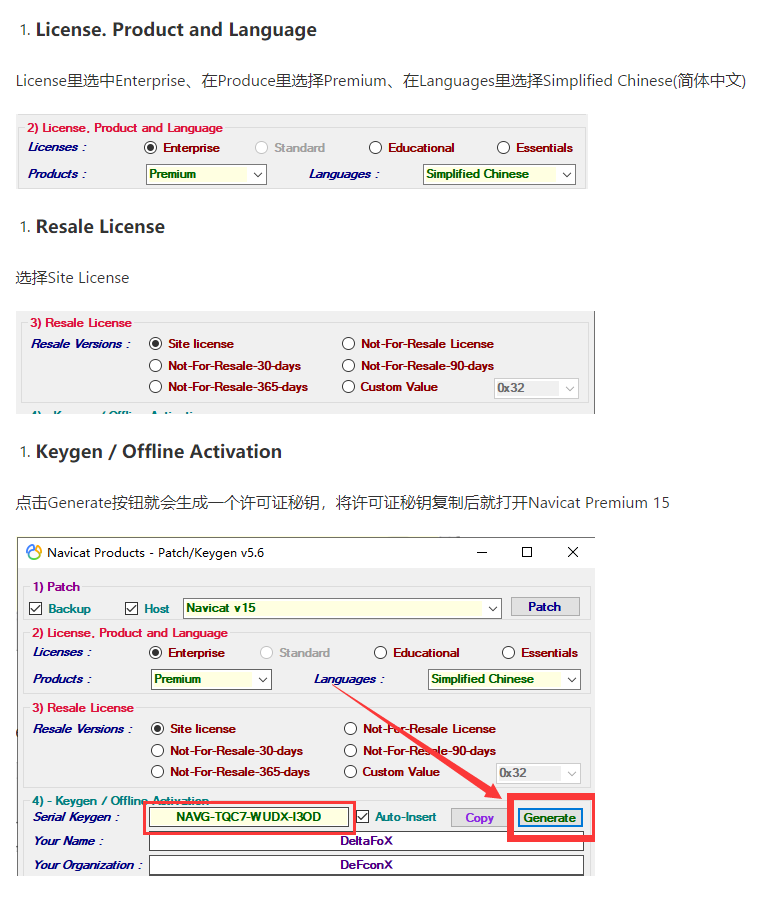 1. License. Product and Language
License里选中Enterprise、在Produce里选择Premium、在Languages里选择Simplified Chinese(简体中文)
2) License, Product and Language
Licenses : Enterprise Standard Educational Essentials
Products : Premium Languages : Simplified Chinese
1. Resale License
选择Site License
3) Resale License
Resale Versions : Site license Not-For-Resale License
Not-For-Resale-30-days Not-For-Resale-90-days
Not-For-Resale-365-days Custom Value 0x32
1. Keygen / Offline Activation
点击Generate按钮就会生成一个许可证秘钥，将许可证秘钥复制后就打开Navicat Premium 15
Navicat Products - Patch/Keygen v5.6
1) Patch
Backup Host Navicat v15 Patch
2) License, Product and Language
Licenses : Enterprise Standard Educational Essentials
Products : Premium Languages : Simplified Chinese
3) Resale License
Resale Versions : Site license Not-For-Resale License
Not-For-Resale-30-days Not-For-Resale-90-days
Not-For-Resale-365-days Custom Value 0x32
4) - Keygen / Offline Activation
Serial Keygen : NAVG-TQC7-WUDX-I3OD Auto-Insert Copy Generate
Your Name : DeltaFoX
Your Organization : DeFconX